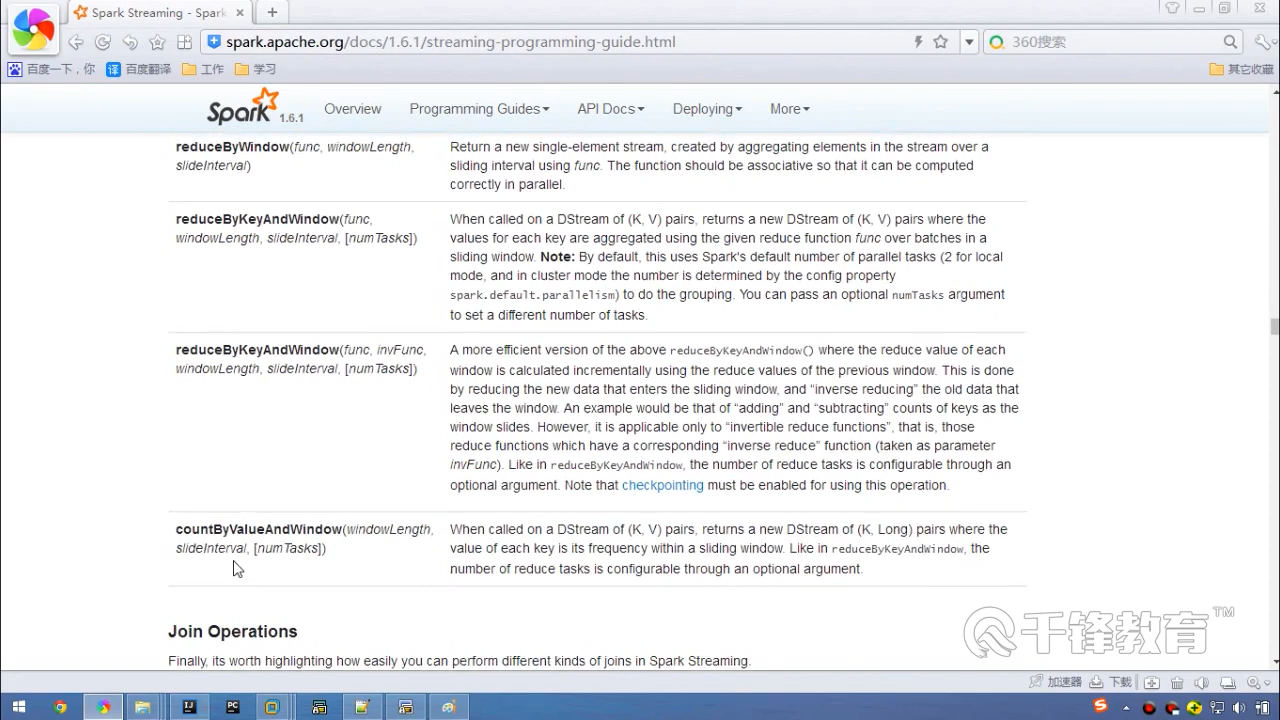 Spark Streaming - Spark
spark.apache.org/docs/1.6.1/streaming-programming-guide.html
360搜索
百度一下，你
译 百度翻译
工作
学习
其它收藏
Spark 1.6.1
Overview
Programming Guides
API Docs
Deploying
More
reduceByWindow(func, windowLength,
slideInterval)
Return a new single-element stream, created by aggregating elements in the stream over a
sliding interval using func. The function should be associative so that it can be computed
correctly in parallel.
reduceByKeyAndWindow(func,
windowLength, slideInterval, [numTasks])
When called on a DStream of (K, V) pairs, returns a new DStream of (K, V) pairs where the
values for each key are aggregated using the given reduce function func over batches in a
sliding window. Note: By default, this uses Spark's default number of parallel tasks (2 for local
mode, and in cluster mode the number is determined by the config property
spark.default.parallelism) to do the grouping. You can pass an optional numTasks argument
to set a different number of tasks.
reduceByKeyAndWindow(func, invFunc,
windowLength, slideInterval, [numTasks])
A more efficient version of the above reduceByKeyAndWindow() where the reduce value of each
window is calculated incrementally using the reduce values of the previous window. This is done
by reducing the new data that enters the sliding window, and “inverse reducing” the old data that
leaves the window. An example would be that of “adding” and “subtracting” counts of keys as the
window slides. However, it is applicable only to “invertible reduce functions”, that is, those
reduce functions which have a corresponding “inverse reduce” function (taken as parameter
invFunc). Like in reduceByKeyAndWindow, the number of reduce tasks is configurable through an
optional argument. Note that checkpointing must be enabled for using this operation.
countByValueAndWindow(windowLength,
slideInterval, [numTasks])
When called on a DStream of (K, V) pairs, returns a new DStream of (K, Long) pairs where the
value of each key is its frequency within a sliding window. Like in reduceByKeyAndWindow, the
number of reduce tasks is configurable through an optional argument.
Join Operations
Finally, its worth highlighting how easily you can perform different kinds of joins in Spark Streaming.
千锋教育™
加速器
下载